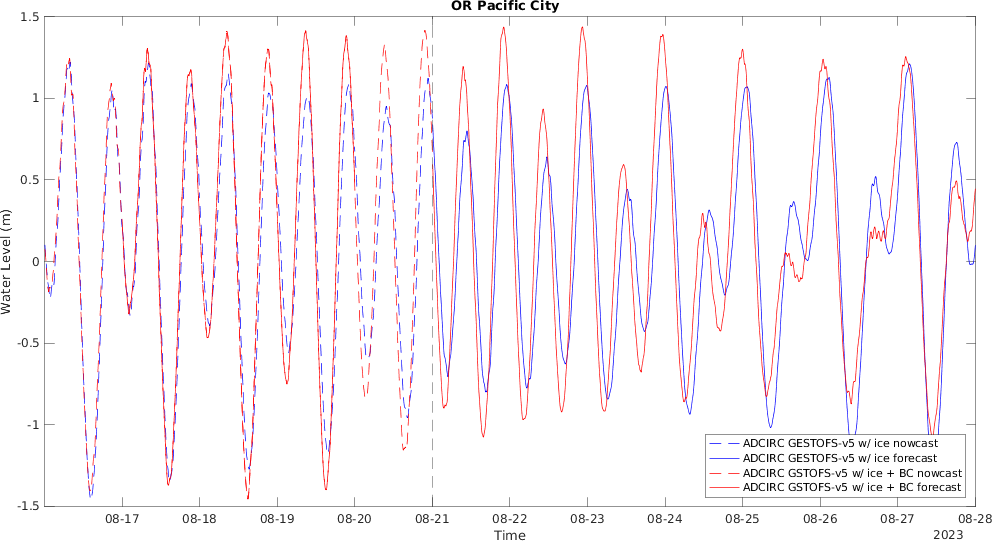 OR Pacific City
1.5
1
0.5
0
-0.5
-1
-1.5
Water Level (m)
ADCIRC GESTOFS-v5 w/ ice nowcast
ADCIRC GESTOFS-v5 w/ ice forecast
ADCIRC GSTOFS-v5 w/ ice + BC nowcast
ADCIRC GSTOFS-v5 w/ ice + BC forecast
08-17 08-18 08-19 08-20 08-21 08-22 08-23 08-24 08-25 08-26 08-27 08-28
Time
2023